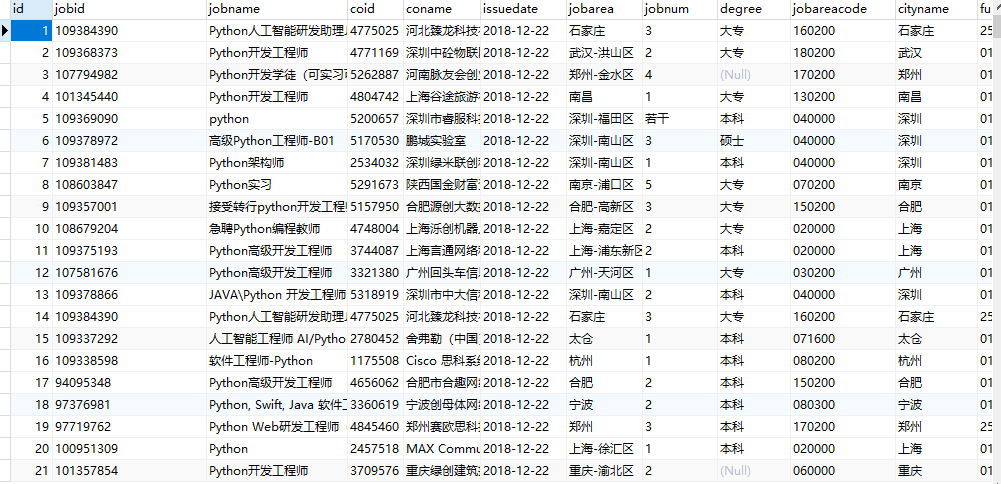 id jobid jobname coid coname issuedate jobarea jobnum degree jobareacode cityname fu
1 109384390 Python人工智能研发助理 4775025 河北臻龙科技 2018-12-22 石家庄 3 大专 160200 石家庄 25
2 109368373 Python开发工程师 4771169 深圳中砼物联 2018-12-22 武汉-洪山区 2 大专 180200 武汉 01
3 107794982 Python开发学徒（可实习 5262887 河南脉友会创 2018-12-22 郑州-金水区 4 (Null) 170200 郑州 01
4 101345440 Python开发工程师 4804742 上海谷途旅游 2018-12-22 南昌 1 大专 130200 南昌 01
5 109369090 python 5200657 深圳市睿服科 2018-12-22 深圳-福田区 若干 本科 040000 深圳 01
6 109378972 高级Python工程师-B01 5170530 鹏城实验室 2018-12-22 深圳-南山区 3 硕士 040000 深圳 01
7 109381483 Python架构师 2534032 深圳绿米联创 2018-12-22 深圳-南山区 1 本科 040000 深圳 01
8 108603847 Python实习 5291673 陕西国金财富 2018-12-22 南京-浦口区 5 大专 070200 南京 01
9 109357001 接受转行python开发工程 5157950 合肥源创大数 2018-12-22 合肥-高新区 3 大专 150200 合肥 01
10 108679204 急聘Python编程教师 4748004 上海泺创机器 2018-12-22 上海-嘉定区 2 大专 020000 上海 01
11 109375193 Python高级开发工程师 3744087 上海言通网络 2018-12-22 上海-浦东新区 2 本科 020000 上海 01
12 107581676 Python高级开发工程师 3321380 广州回头车信 2018-12-22 广州-天河区 1 大专 030200 广州 01
13 109378866 JAVA\Python 开发工程师 5318919 深圳市中大信 2018-12-22 深圳-南山区 2 本科 040000 深圳 01
14 109384390 Python人工智能研发助理 4775025 河北臻龙科技 2018-12-22 石家庄 3 大专 160200 石家庄 25
15 109337292 人工智能工程师 AI/Pytho 2780452 舍弗勒（中国 2018-12-22 太仓 1 本科 071600 太仓 01
16 109338598 软件工程师-Python 1175508 Cisco 思科系统 2018-12-22 杭州 1 本科 080200 杭州 01
17 94095348 Python高级开发工程师 4656062 合肥市合趣网 2018-12-22 合肥 2 本科 150200 合肥 01
18 97376981 Python, Swift, Java 软件工 3360619 宁波创母体网 2018-12-22 宁波 2 本科 080300 宁波 01
19 97719762 Python Web研发工程师 4845460 郑州赛欧思科 2018-12-22 郑州 3 本科 170200 郑州 01
20 100951309 Python 2457518 MAX Commu 2018-12-22 上海-徐汇区 1 本科 020000 上海 01
21 101357854 Python开发工程师 3709576 重庆绿创建筑 2018-12-22 重庆-渝北区 2 (Null) 060000 重庆 01